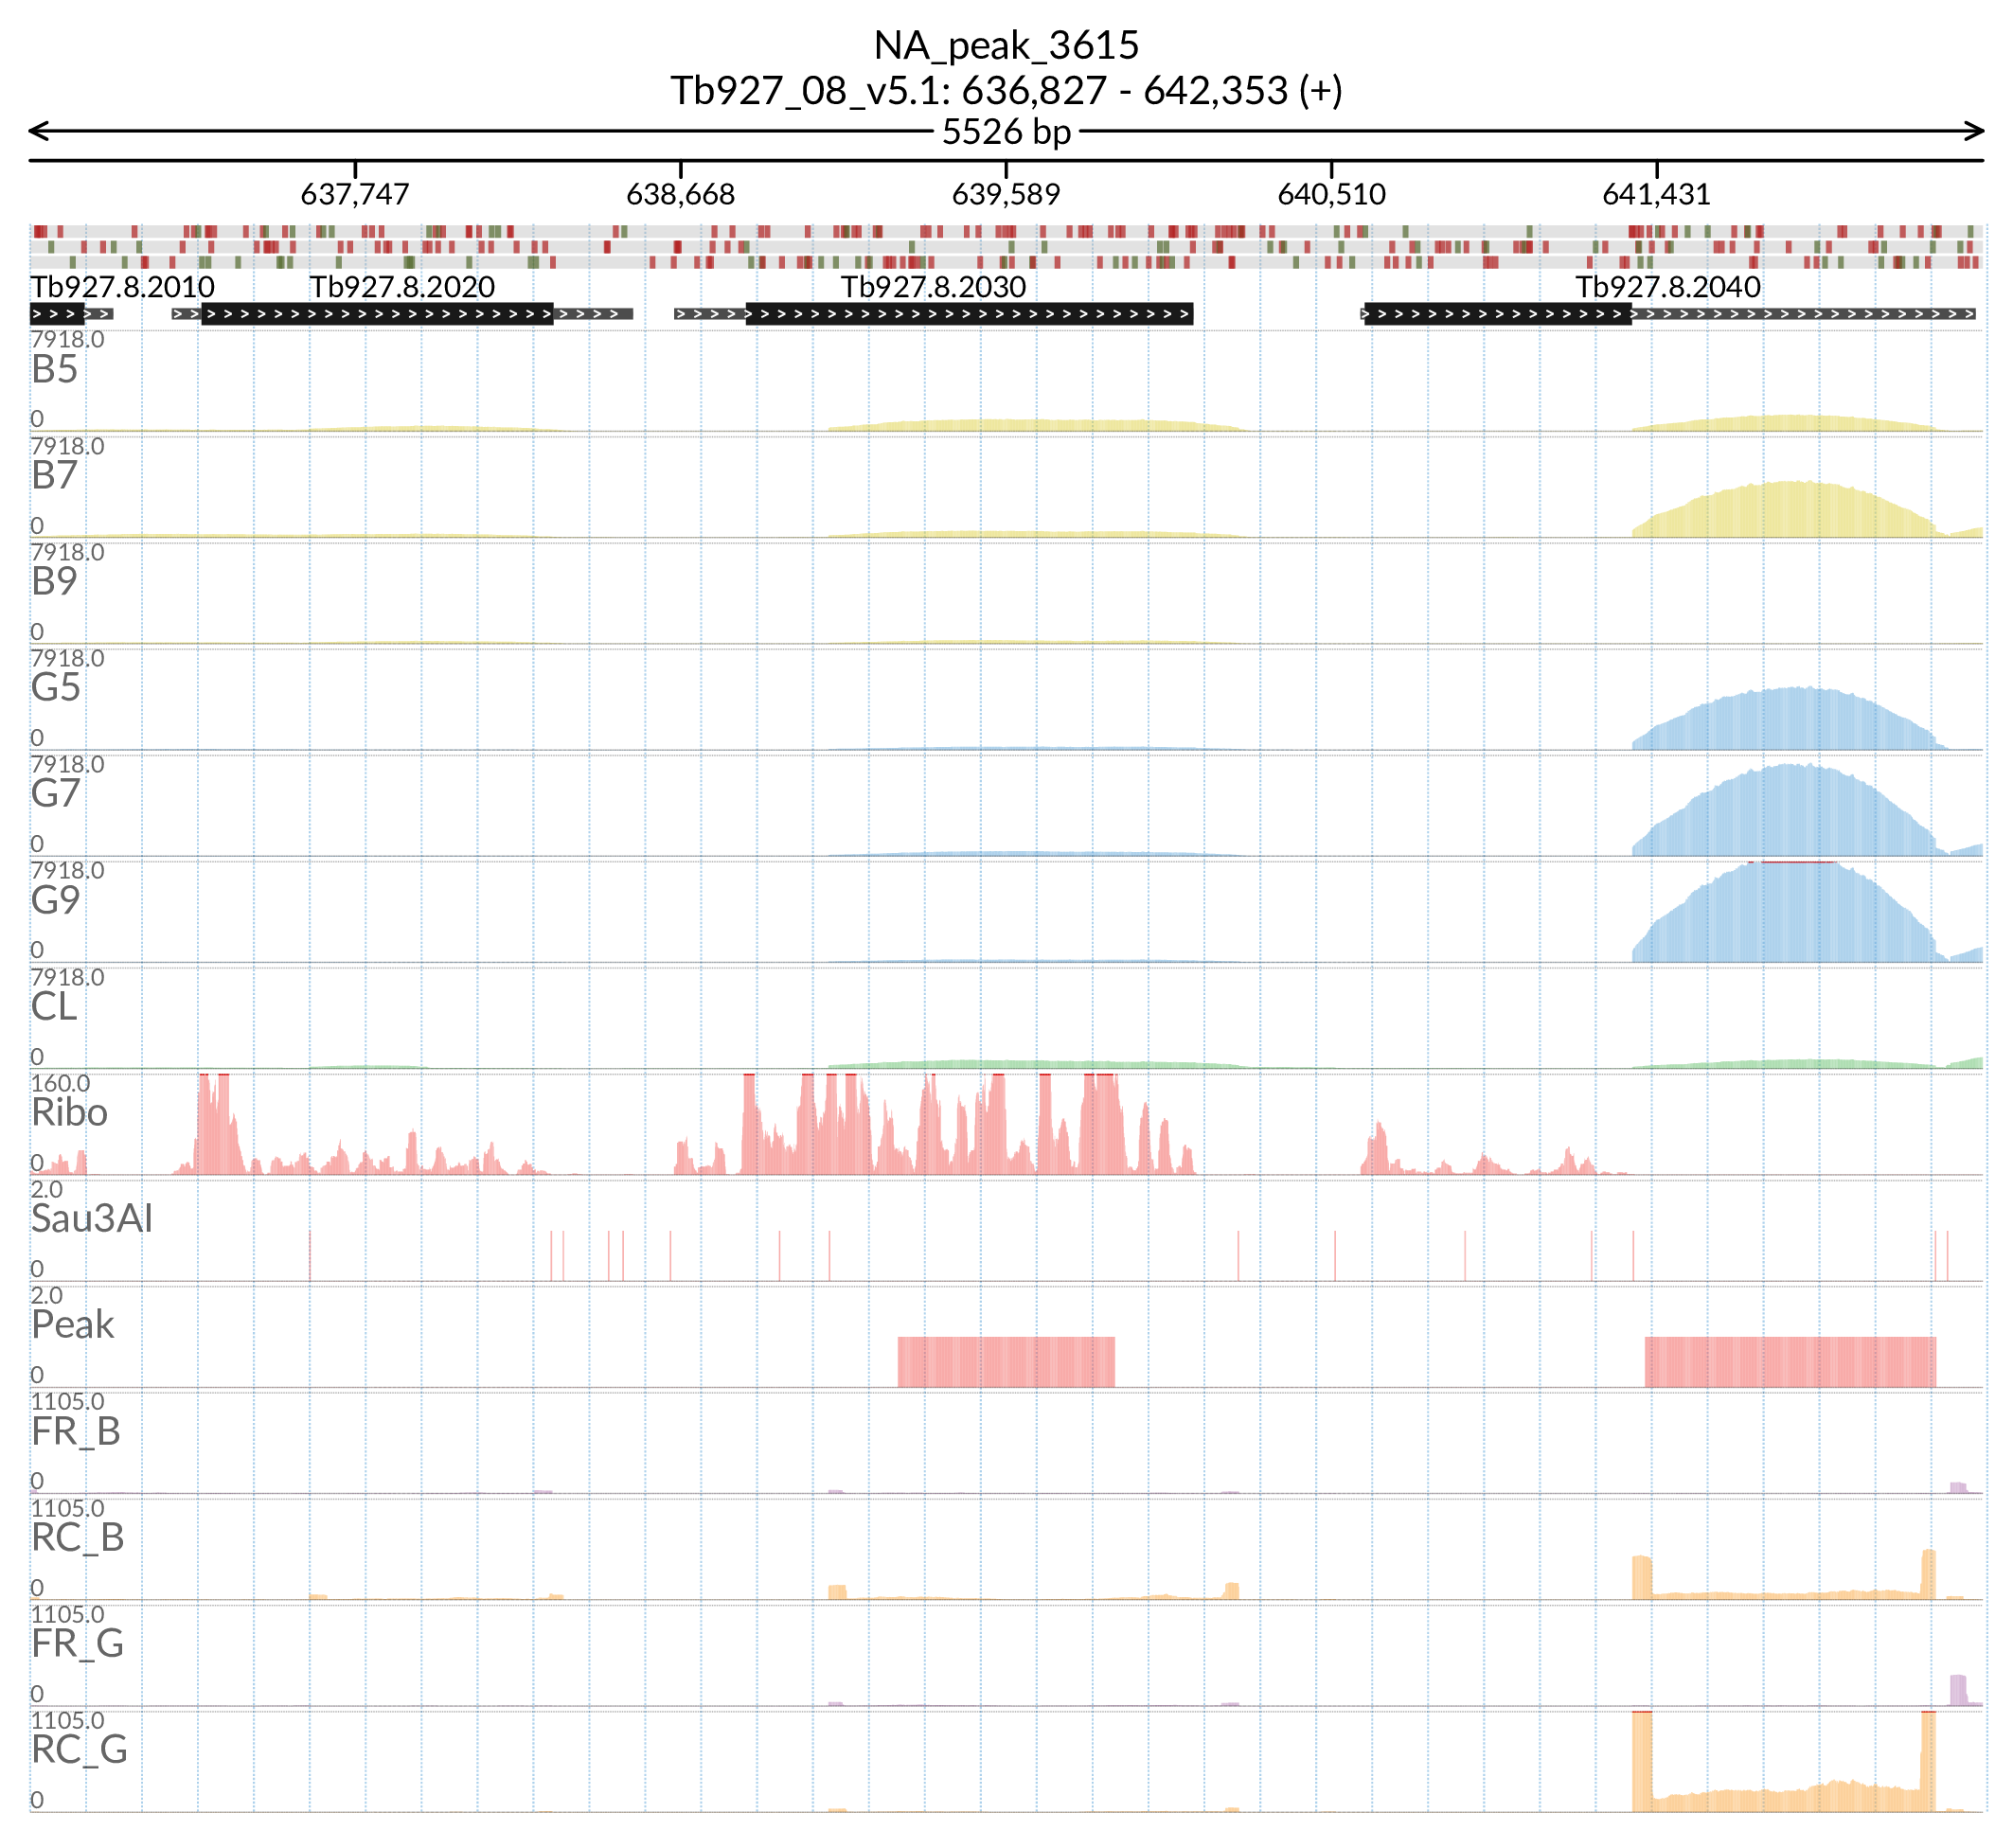 NA_peak_3615
Tb927_08_v5.1: 636,827 - 642,353 (+)
5526 bp
637,747 638,668 639,589 640,510 641,431
Tb927.8.2010 Tb927.8.2020 Tb927.8.2030 Tb927.8.2040
7918.0
B5
0
7918.0
B7
0
7918.0
B9
0
7918.0
G5
0
7918.0
G7
0
7918.0
G9
0
7918.0
CL
0
160.0
Ribo
0
2.0
Sau3AI
0
2.0
Peak
0
1105.0
FR_B
0
1105.0
RC_B
0
1105.0
FR_G
0
1105.0
RC_G
0